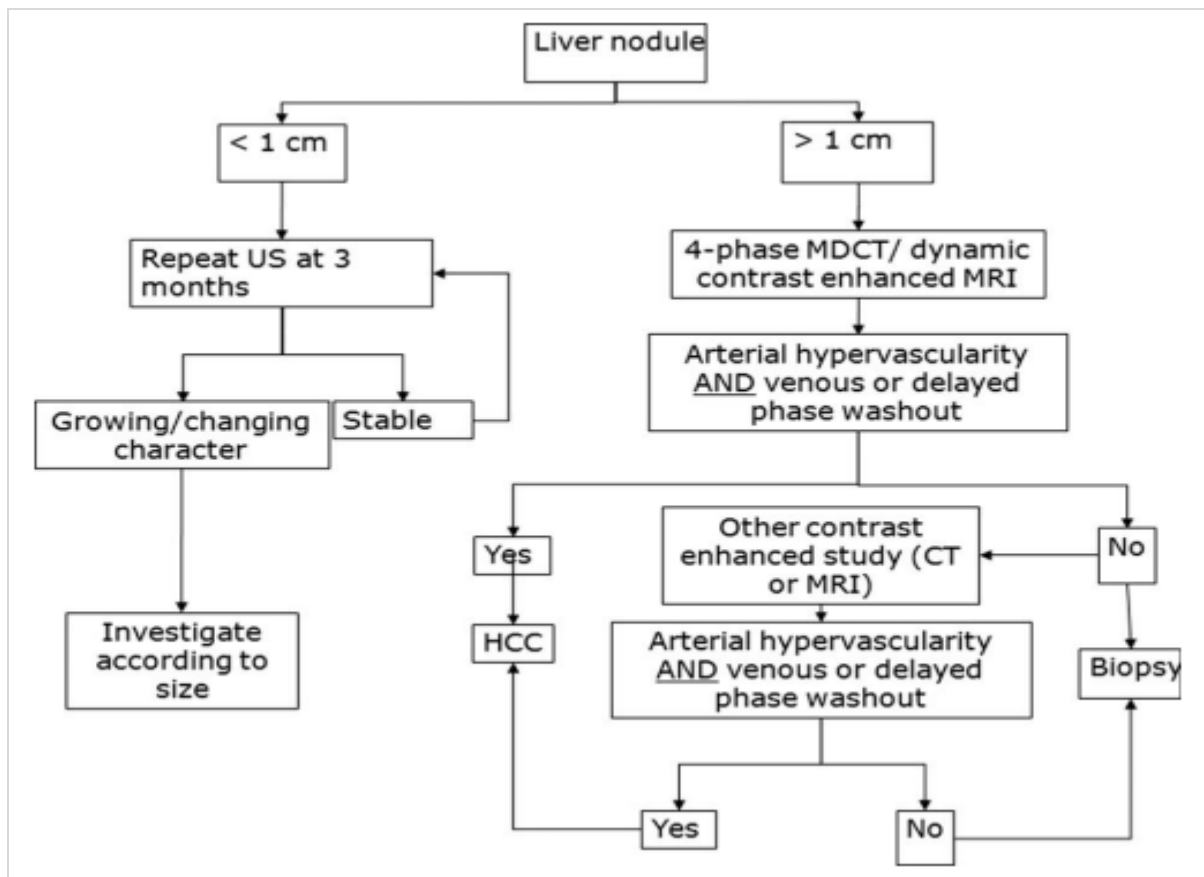 Liver nodule
< 1 cm
> 1 cm
Repeat US at 3
months
4-phase MDCT/ dynamic
contrast enhanced MRI
Arterial hypervascularity
AND venous or delayed
phase washout
Growing/changing
character
Stable
Yes
Other contrast
enhanced study (CT
or MRI)
No
Investigate
according to
size
HCC
Arterial hypervascularity
AND venous or delayed
phase washout
Biopsy
Yes
No